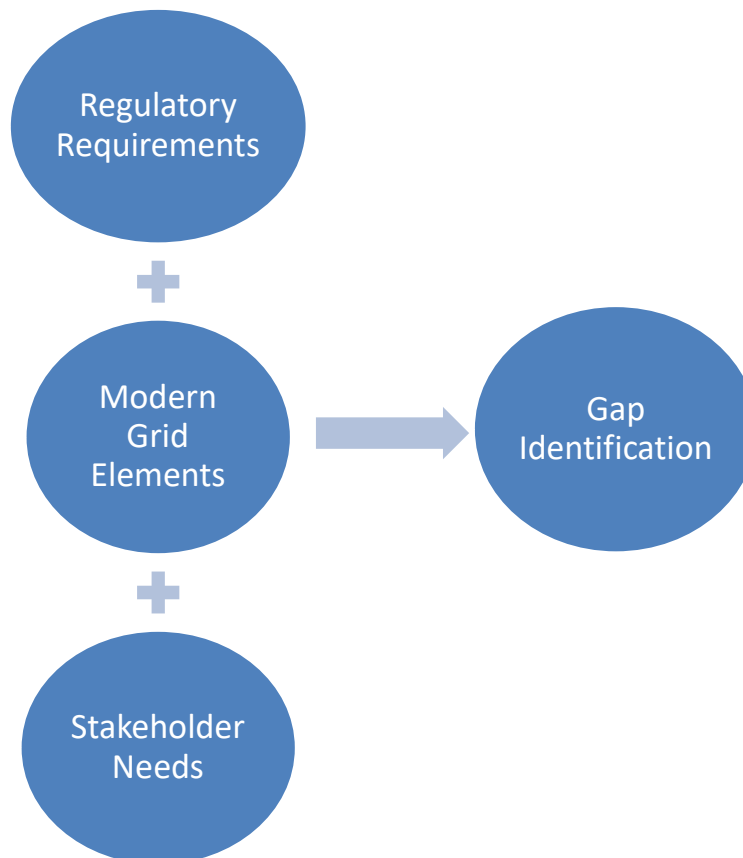 Regulatory
Requirements
Modern
Grid
Elements
Gap
Identification
Stakeholder
Needs